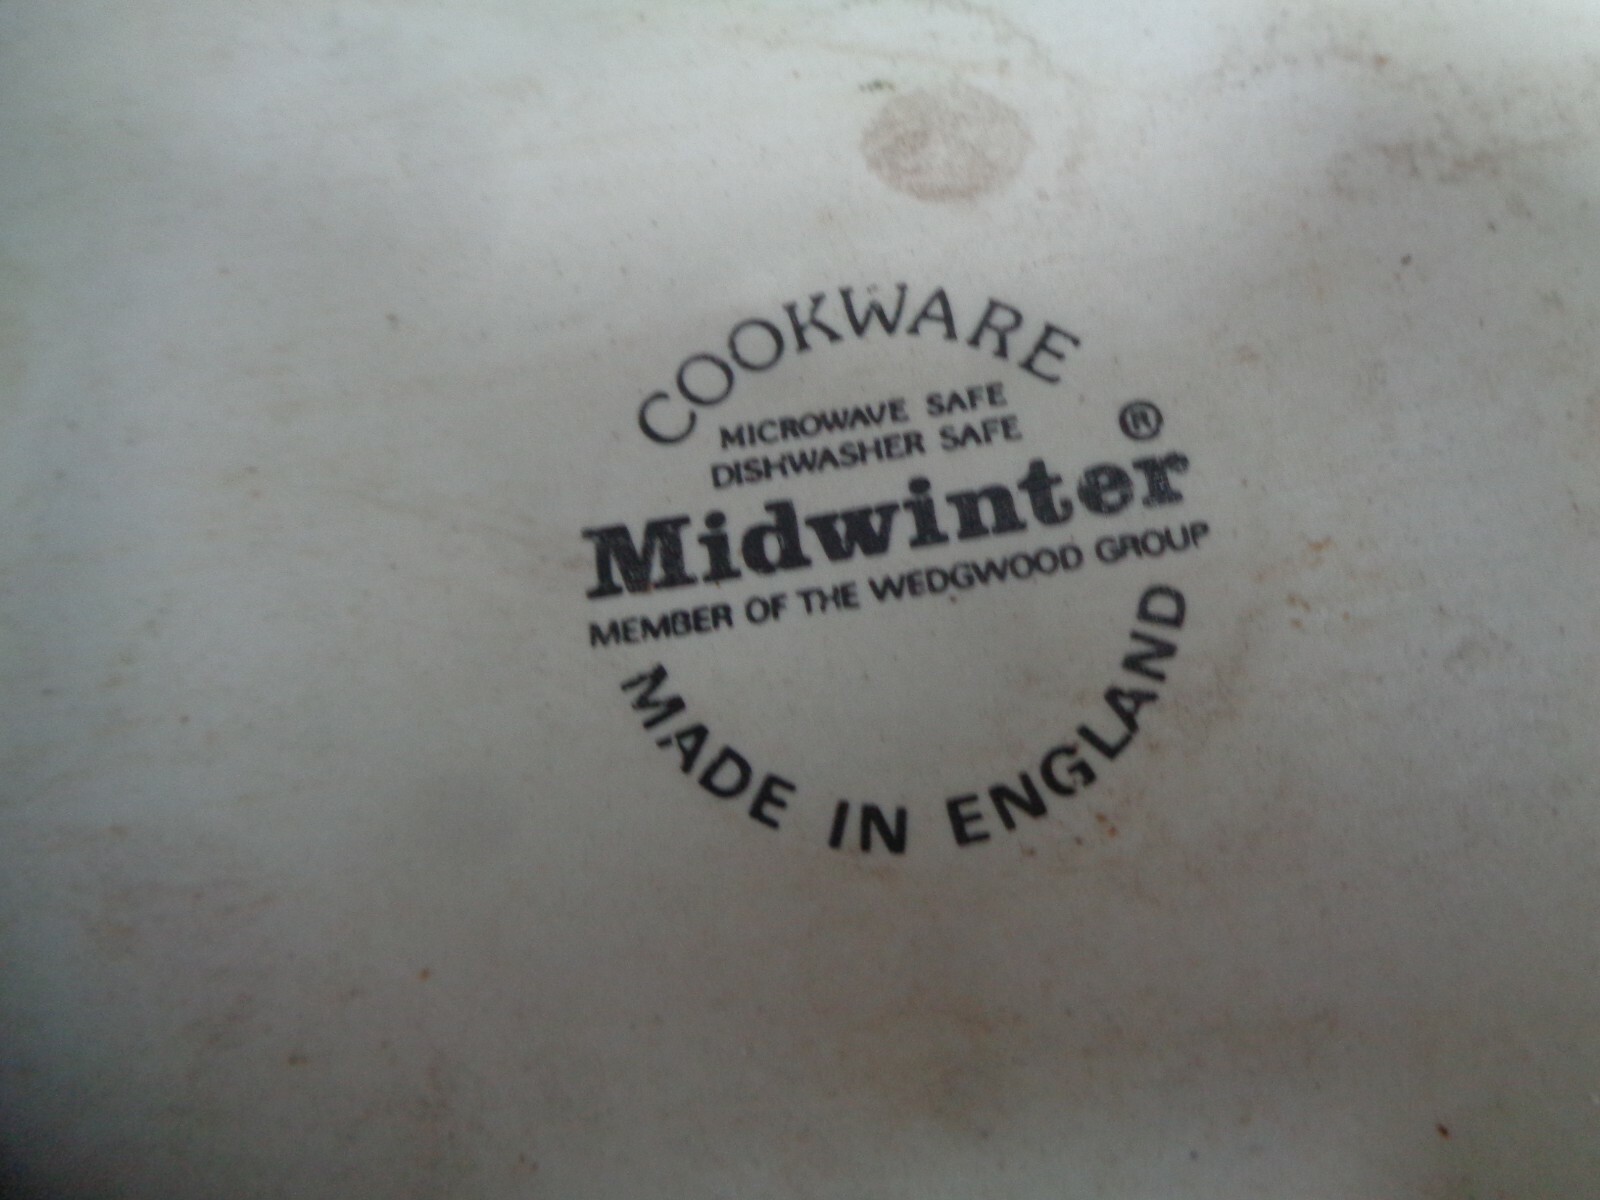 COOKWARE
MICROWAVE SAFE
DISHWASHER SAFE
Midwinter ®
MEMBER OF THE WEDGWOOD GROUP
MADE IN ENGLAND